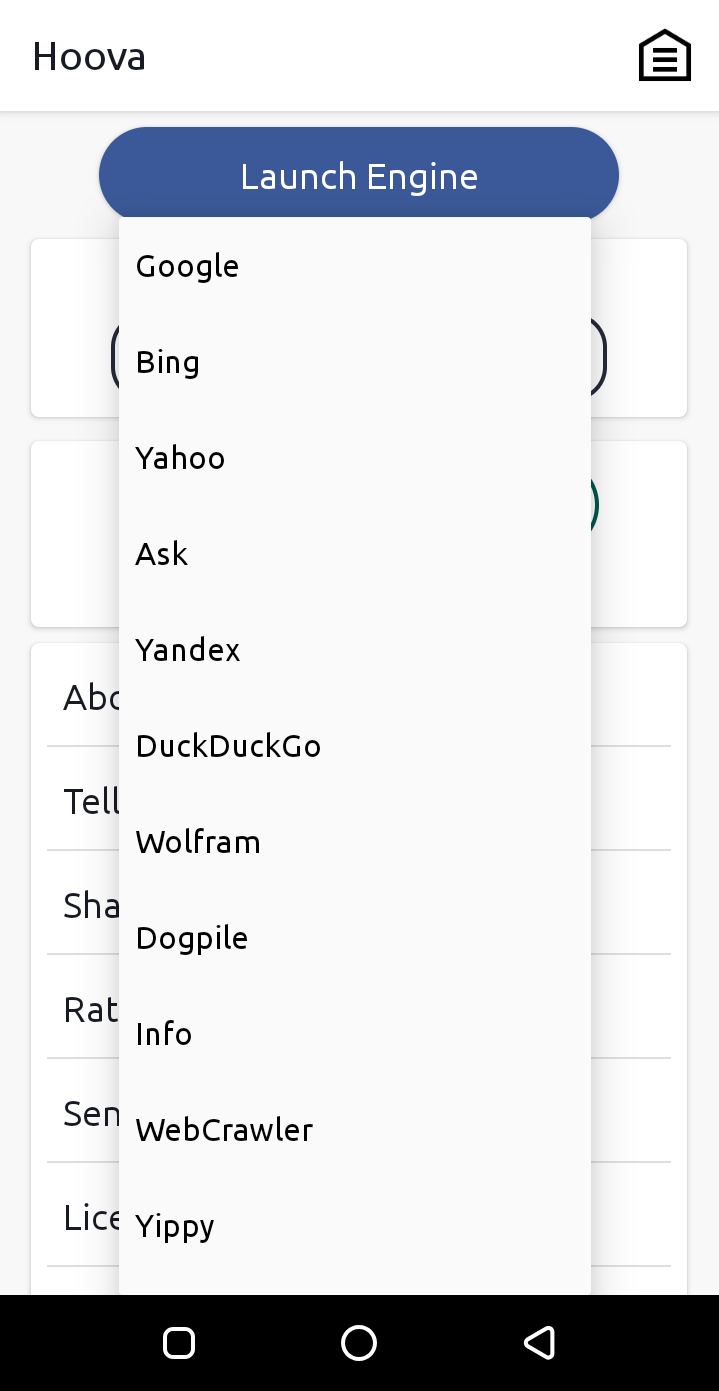 Hoova
Launch Engine
Google
Bing
Yahoo
Ask
Yandex
Abo
DuckDuckGo
Tell
Wolfram
Sha
Dogpile
Rat
Info
Sen
WebCrawler
Lice
Yippy